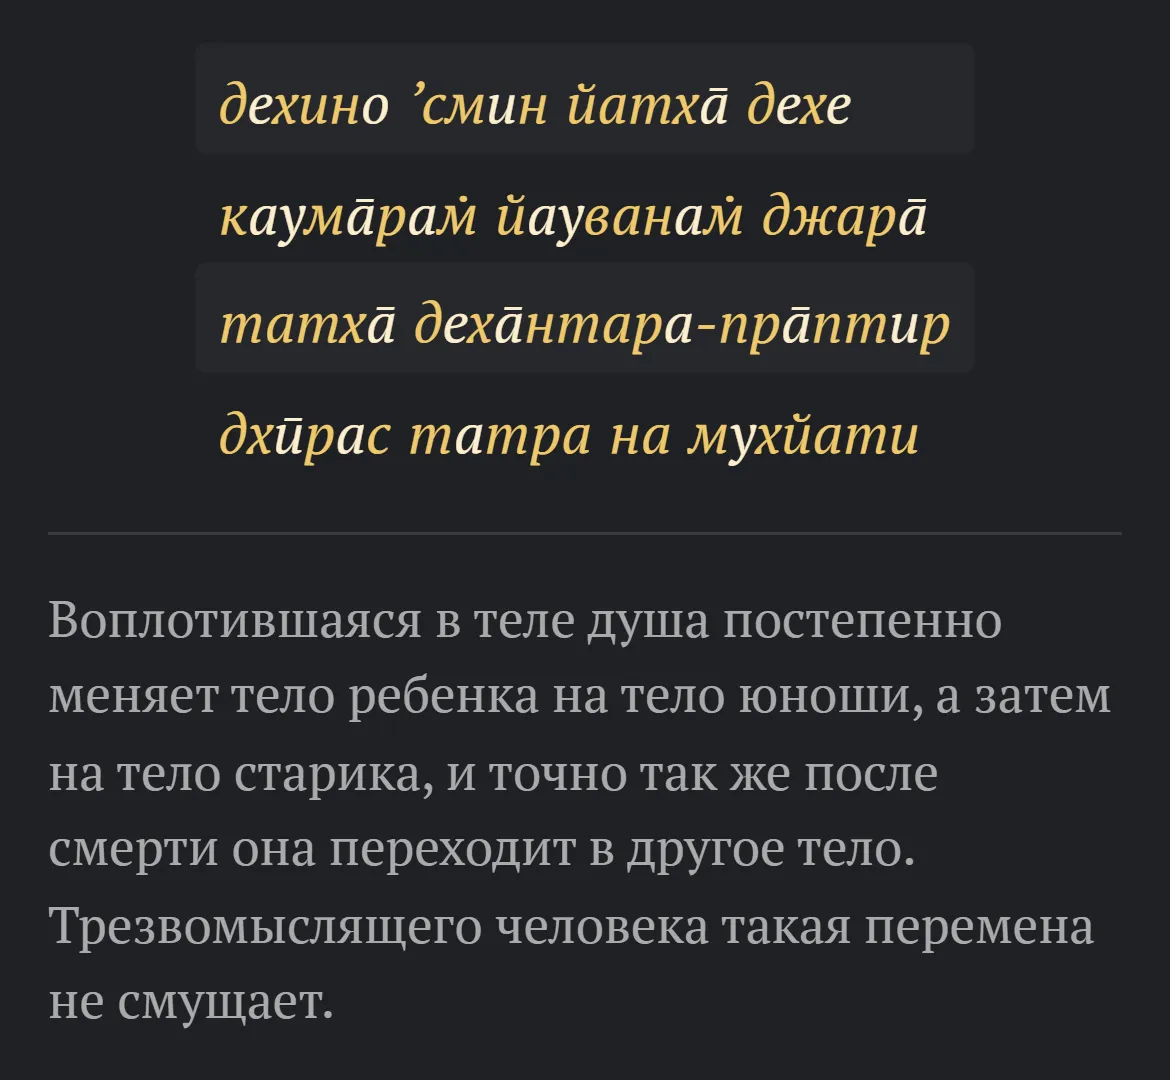 дехино ’смин йатха̄ дехе
каума̄рам̇ йауванам̇ джара̄
татха̄ деха̄нтара-пра̄птир
дхӣрас татра на мухйати
Воплотившаяся в теле душа постепенно
меняет тело ребенка на тело юноши, а затем
на тело старика, и точно так же после
смерти она переходит в другое тело.
Трезвомыслящего человека такая перемена
не смущает.